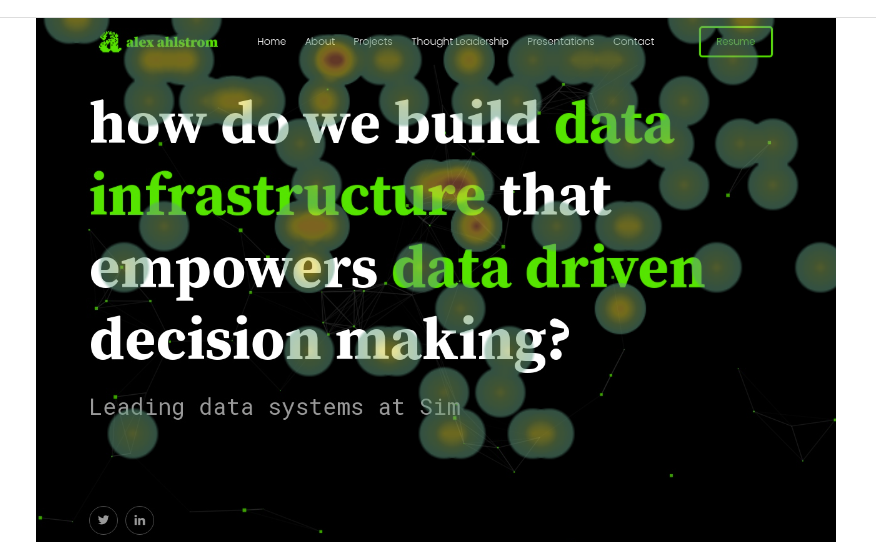 alex ahlstrom
Home About Projects Thought Leadership Presentations Contact Resume
how do we build data
infrastructure that
empowers data driven
decision making?
Leading data systems at Sim